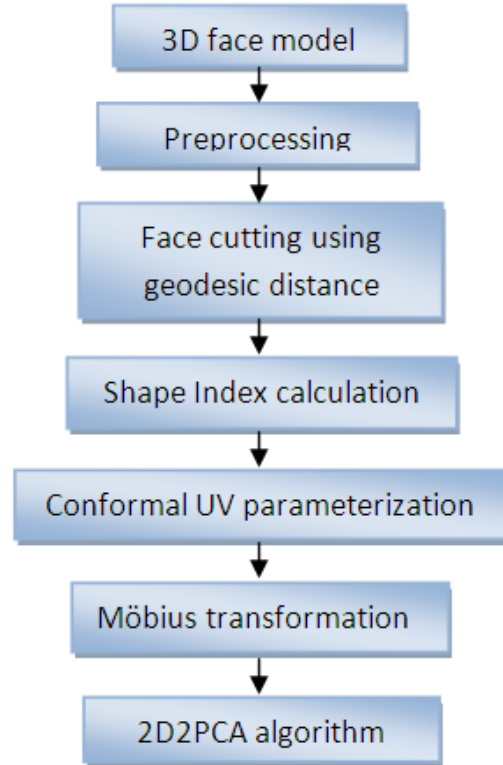 3D face model
Preprocessing
Face cutting using
geodesic distance
Shape Index calculation
Conformal UV parameterization
Möbius transformation
2D2PCA algorithm